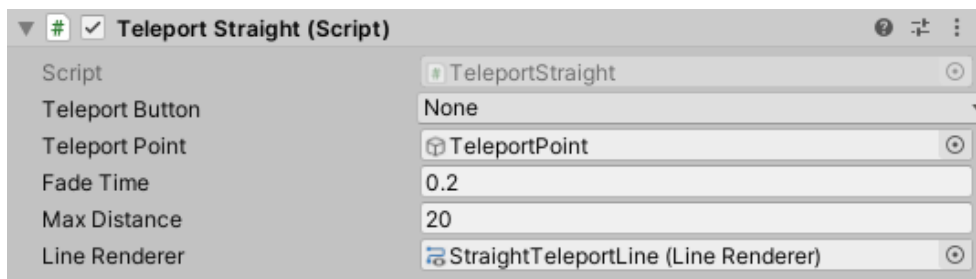 Teleport Straight (Script)
Script TeleportStraight
Teleport Button None
Teleport Point TeleportPoint
Fade Time 0.2
Max Distance 20
Line Renderer StraightTeleportLine (Line Renderer)